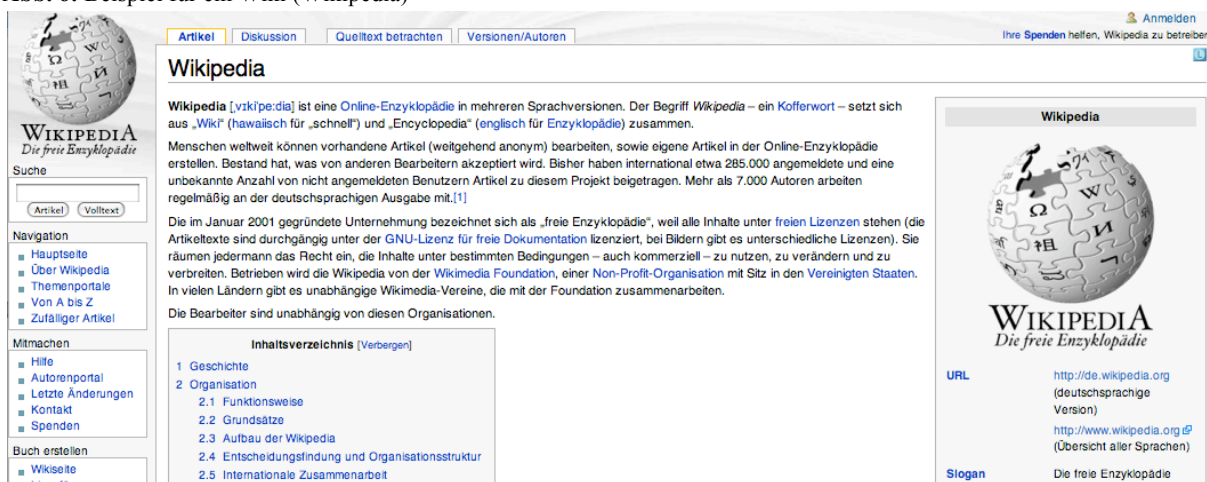 Beispiel für ein Wiki (Wikipedia)
Anmelden
Ihre Spenden helfen, Wikipedia zu betreiben
Artikel Diskussion Quelltext betrachten Versionen/Autoren
Wikipedia
Wikipedia [ˌvɪkiˈpeːdia] ist eine Online-Enzyklopädie in mehreren Sprachversionen. Der Begriff Wikipedia – ein Kofferwort – setzt sich
aus „Wiki“ (hawaiisch für „schnell“) und „Encyclopedia“ (englisch für Enzyklopädie) zusammen.
Menschen weltweit können vorhandene Artikel (weitgehend anonym) bearbeiten, sowie eigene Artikel in der Online-Enzyklopädie
erstellen. Bestand hat, was von anderen Bearbeitern akzeptiert wird. Bisher haben international etwa 285.000 angemeldete und eine
unbekannte Anzahl von nicht angemeldeten Benutzern Artikel zu diesem Projekt beigetragen. Mehr als 7.000 Autoren arbeiten
regelmäßig an der deutschsprachigen Ausgabe mit.[1]
Die im Januar 2001 gegründete Unternehmung bezeichnet sich als „freie Enzyklopädie“, weil alle Inhalte unter freien Lizenzen stehen (die
Artikeltexte sind durchgängig unter der GNU-Lizenz für freie Dokumentation lizenziert, bei Bildern gibt es unterschiedliche Lizenzen). Sie
räumen jedermann das Recht ein, die Inhalte unter bestimmten Bedingungen – auch kommerziell – zu nutzen, zu verändern und zu
verbreiten. Betrieben wird die Wikipedia von der Wikimedia Foundation, einer Non-Profit-Organisation mit Sitz in den Vereinigten Staaten.
In vielen Ländern gibt es unabhängige Wikimedia-Vereine, die mit der Foundation zusammenarbeiten.
Die Bearbeiter sind unabhängig von diesen Organisationen.
Inhaltsverzeichnis [Verbergen]
1 Geschichte
2 Organisation
2.1 Funktionsweise
2.2 Grundsätze
2.3 Aufbau der Wikipedia
2.4 Entscheidungsfindung und Organisationsstruktur
2.5 Internationale Zusammenarbeit
WIKIPEDIA
Die freie Enzyklopädie
Suche
Artikel Volltext
Navigation
Hauptseite
Über Wikipedia
Themenportale
Von A bis Z
Zufälliger Artikel
Mitmachen
Hilfe
Autorenportal
Letzte Änderungen
Kontakt
Spenden
Buch erstellen
Wikiseite
Wikipedia
WIKIPEDIA
Die freie Enzyklopädie
URL http://de.wikipedia.org
(deutschsprachige
Version)
http://www.wikipedia.org
(Übersicht aller Sprachen)
Slogan Die freie Enzyklopädie